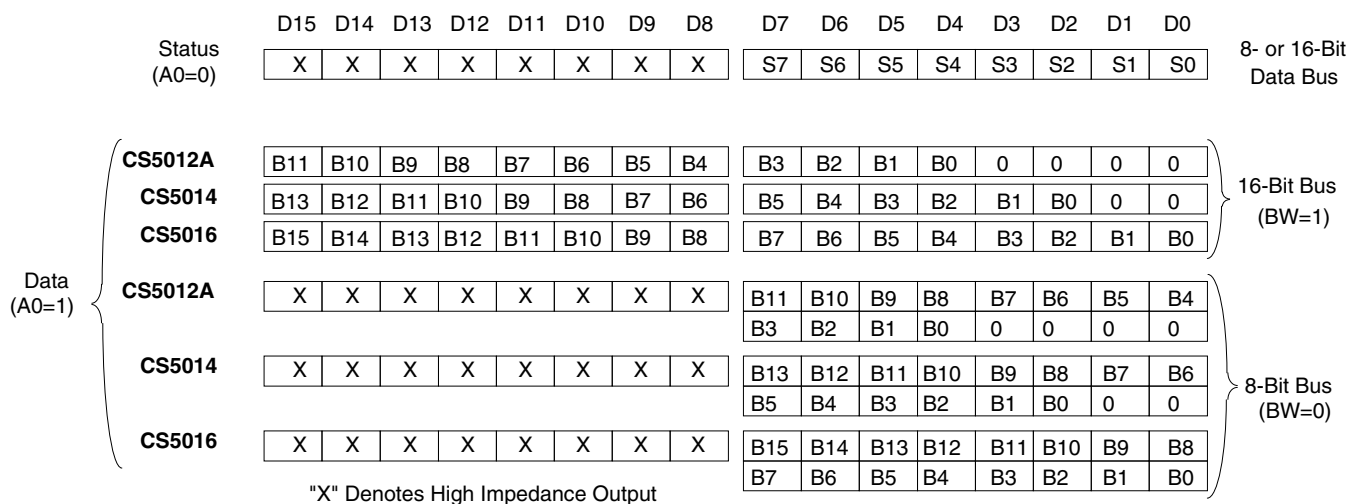 D15 D14 D13 D12 D11 D10 D9 D8 D7 D6 D5 D4 D3 D2 D1 D0
Status
(A0=0)
X X X X X X X X S7 S6 S5 S4 S3 S2 S1 S0
8- or 16-Bit
Data Bus
CS5012A B11 B10 B9 B8 B7 B6 B5 B4 B3 B2 B1 B0 0 0 0 0
CS5014 B13 B12 B11 B10 B9 B8 B7 B6 B5 B4 B3 B2 B1 B0 0 0
CS5016 B15 B14 B13 B12 B11 B10 B9 B8 B7 B6 B5 B4 B3 B2 B1 B0
16-Bit Bus
(BW=1)
Data
(A0=1)
CS5012A X X X X X X X X B11 B10 B9 B8 B7 B6 B5 B4
B3 B2 B1 B0 0 0 0 0
CS5014 X X X X X X X X B13 B12 B11 B10 B9 B8 B7 B6
B5 B4 B3 B2 B1 B0 0 0
CS5016 X X X X X X X X B15 B14 B13 B12 B11 B10 B9 B8
B7 B6 B5 B4 B3 B2 B1 B0
8-Bit Bus
(BW=0)
"X" Denotes High Impedance Output